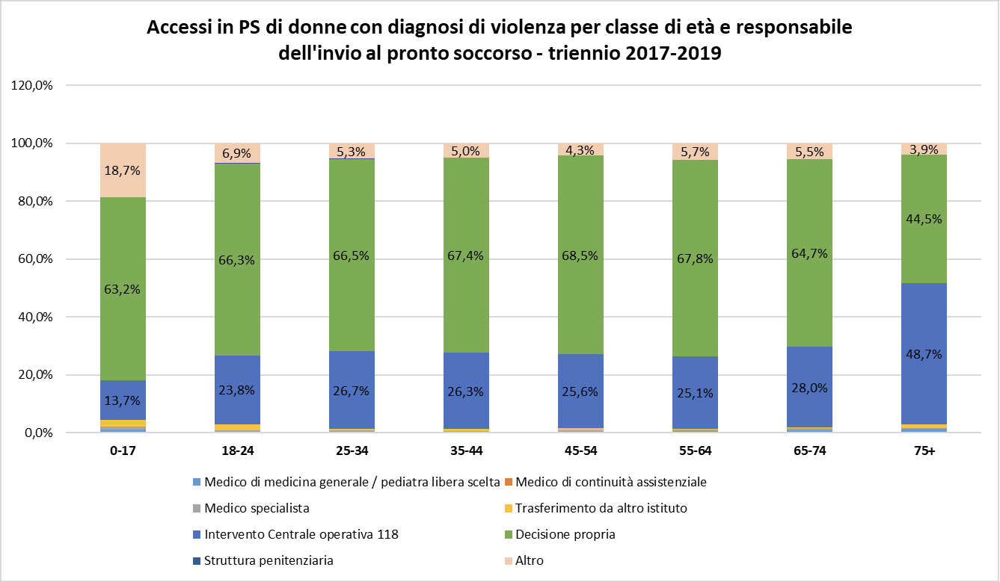 Accessi in PS di donne con diagnosi di violenza per classe di età e responsabile
dell'invio al pronto soccorso - triennio 2017-2019
120,0%
100,0%
80,0%
60,0%
40,0%
20,0%
0,0%
18,7% 6,9% 5,3% 5,0% 4,3% 5,7% 5,5% 3,9%
63,2% 66,3% 66,5% 67,4% 68,5% 67,8% 64,7% 44,5%
13,7% 23,8% 26,7% 26,3% 25,6% 25,1% 28,0% 48,7%
0-17 18-24 25-34 35-44 45-54 55-64 65-74 75+
Medico di medicina generale / pediatra libera scelta Medico di continuità assistenziale
Medico specialista Trasferimento da altro istituto
Intervento Centrale operativa 118 Decisione propria
Struttura penitenziaria Altro